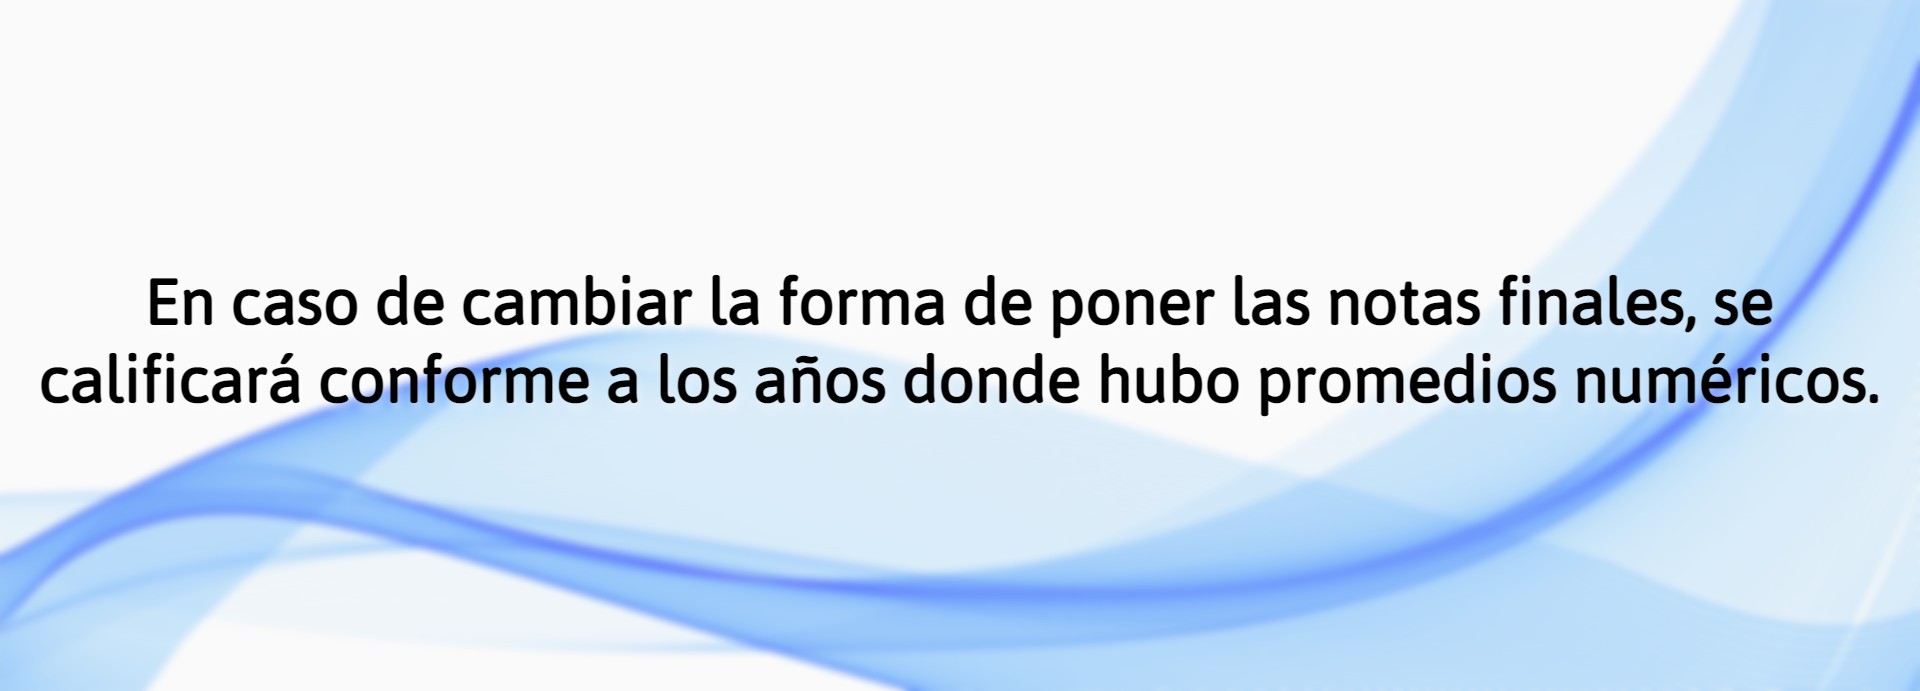 En caso de cambiar la forma de poner las notas finales, se
calificará conforme a los años donde hubo promedios numéricos.